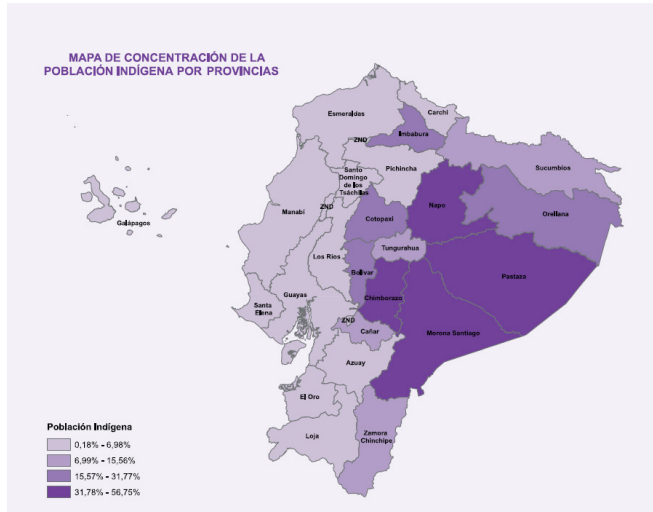 MAPA DE CONCENTRACIÓN DE LA
POBLACIÓN INDÍGENA POR PROVINCIAS
Esmeraldas
Carchi
Imbabura
ZND
Pichincha
Sucumbíos
Santo
Domingo
de los
Tsáchilas
Napo
Orellana
ZND
Manabí
Cotopaxi
Galápagos
Tungurahua
Los Ríos
Bolívar
Pastaza
Chimborazo
Guayas
Santa
Elena
ZND
Cañar
Morona Santiago
Azuay
El Oro
Loja
Zamora
Chinchipe
Población Indígena
0,18% - 6,98%
6,99% - 15,56%
15,57% - 31,77%
31,78% - 56,75%